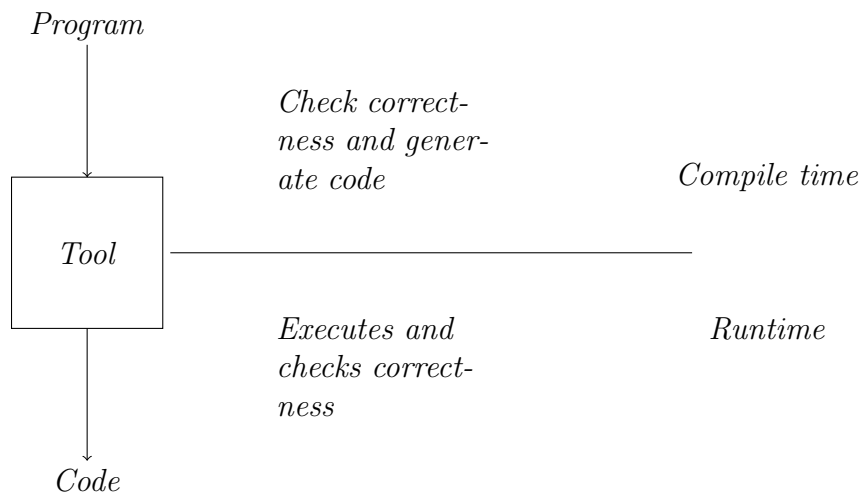 Program
Check correct-
ness and gener-
ate code
Compile time
Tool
Executes and
checks correct-
ness
Runtime
Code